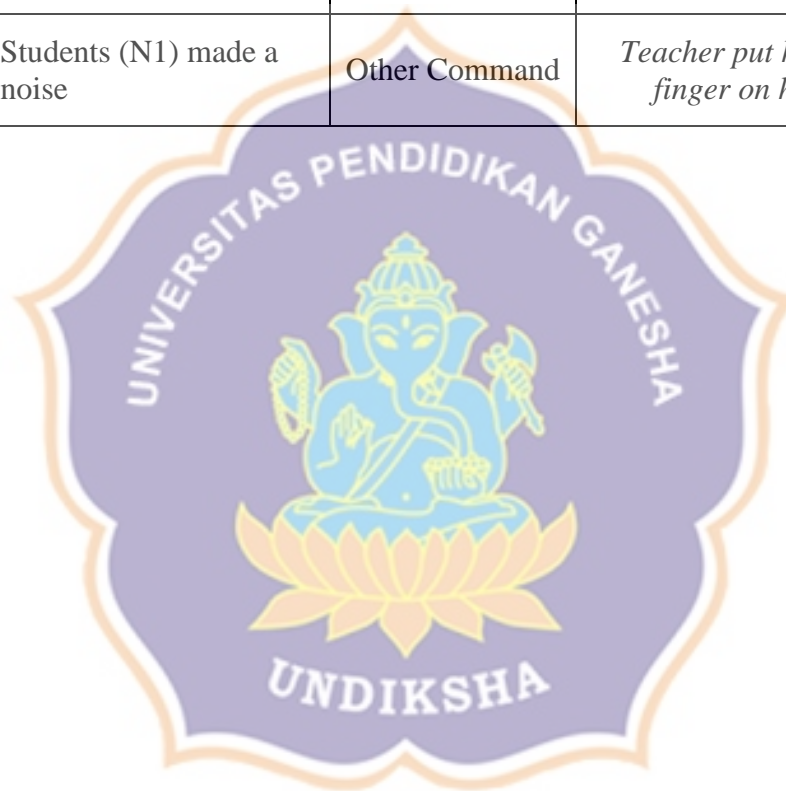 Students (N1) made a
noise
Other Command
Teacher put
finger on
UNIVERSITAS PENDIDIKAN GANESHA
UNDIKSHA